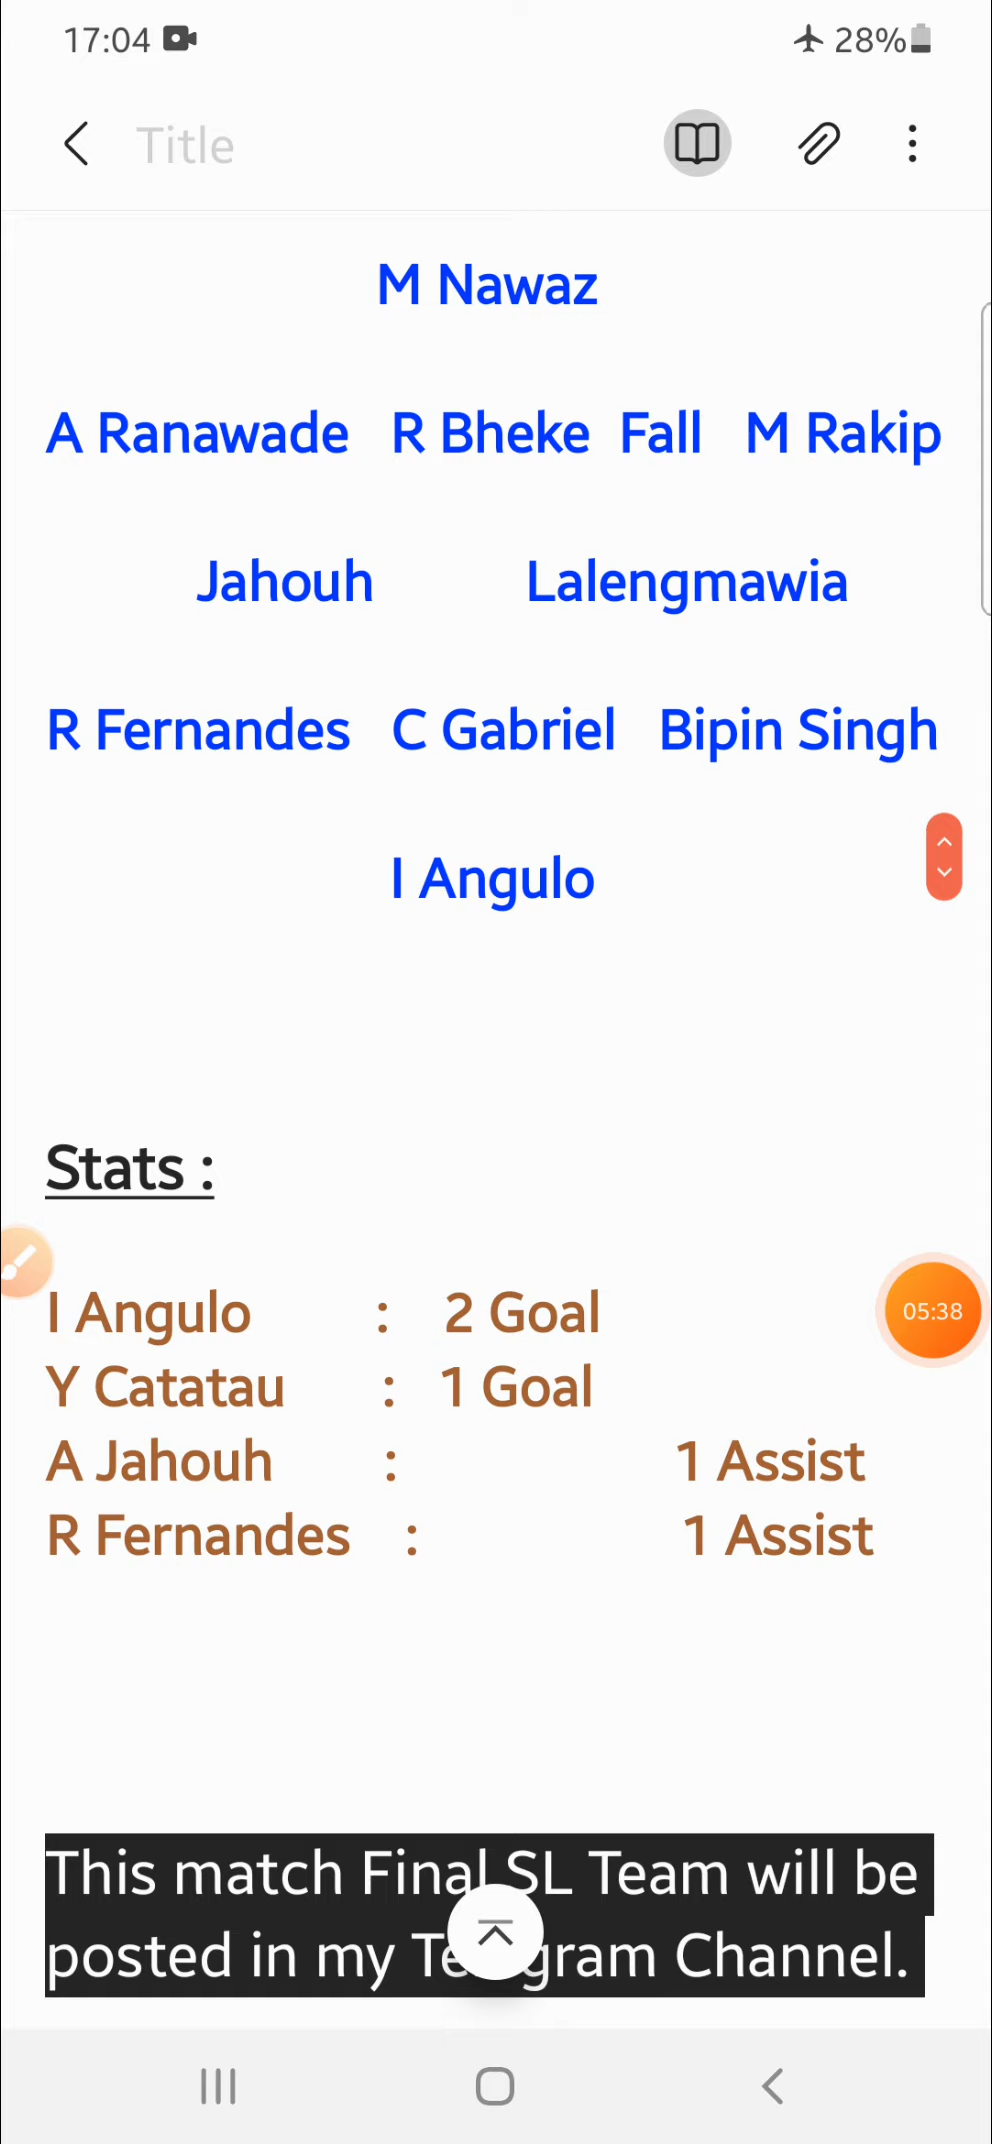 17:04 28%
Title
M Nawaz
A Ranawade R Bheke Fall M Rakip
Jahouh Lalengmawia
R Fernandes C Gabriel Bipin Singh
I Angulo
Stats :
I Angulo : 2 Goal
05:38
Y Catatau : 1 Goal
A Jahouh : 1 Assist
R Fernandes : 1 Assist
This match Final SL Team will be
posted in my Channel.